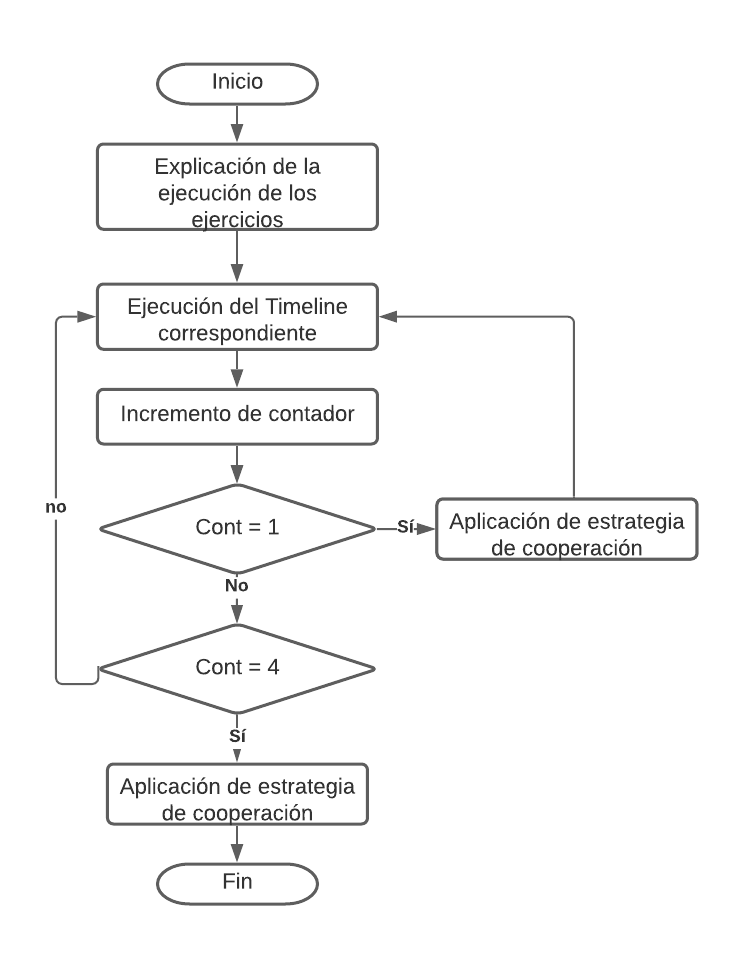 Inicio
Explicación de la
ejecución de los
ejercicios
Ejecución del Timeline
correspondiente
Incremento de contador
no
Cont = 1
Sí
Aplicación de estrategia
de cooperación
No
Cont = 4
Sí
Aplicación de estrategia
de cooperación
Fin